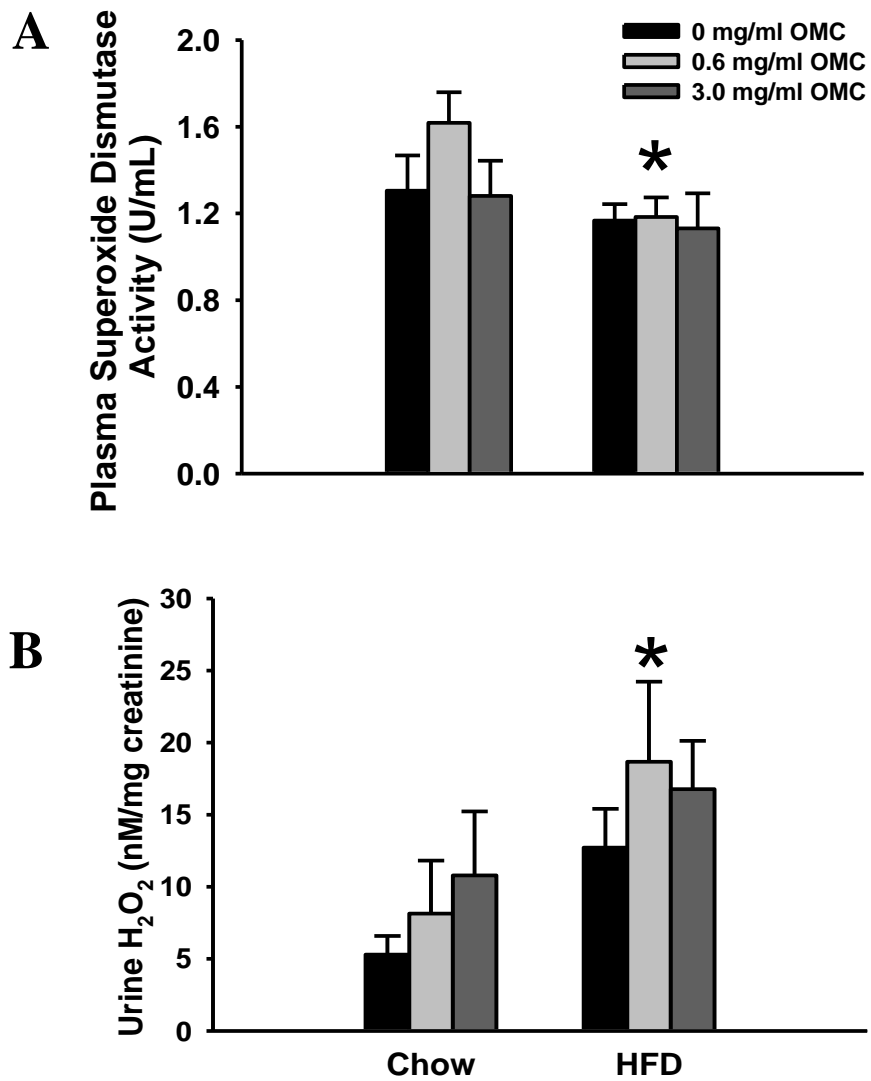 A
Plasma Superoxide Dismutase
Activity (U/mL)
2.0
1.6
1.2
0.8
0.4
0.0
0 mg/ml OMC
0.6 mg/ml OMC
3.0 mg/ml OMC
*
B
Urine H₂O₂ (nM/mg creatinine)
30
25
20
15
10
5
0
*
Chow HFD